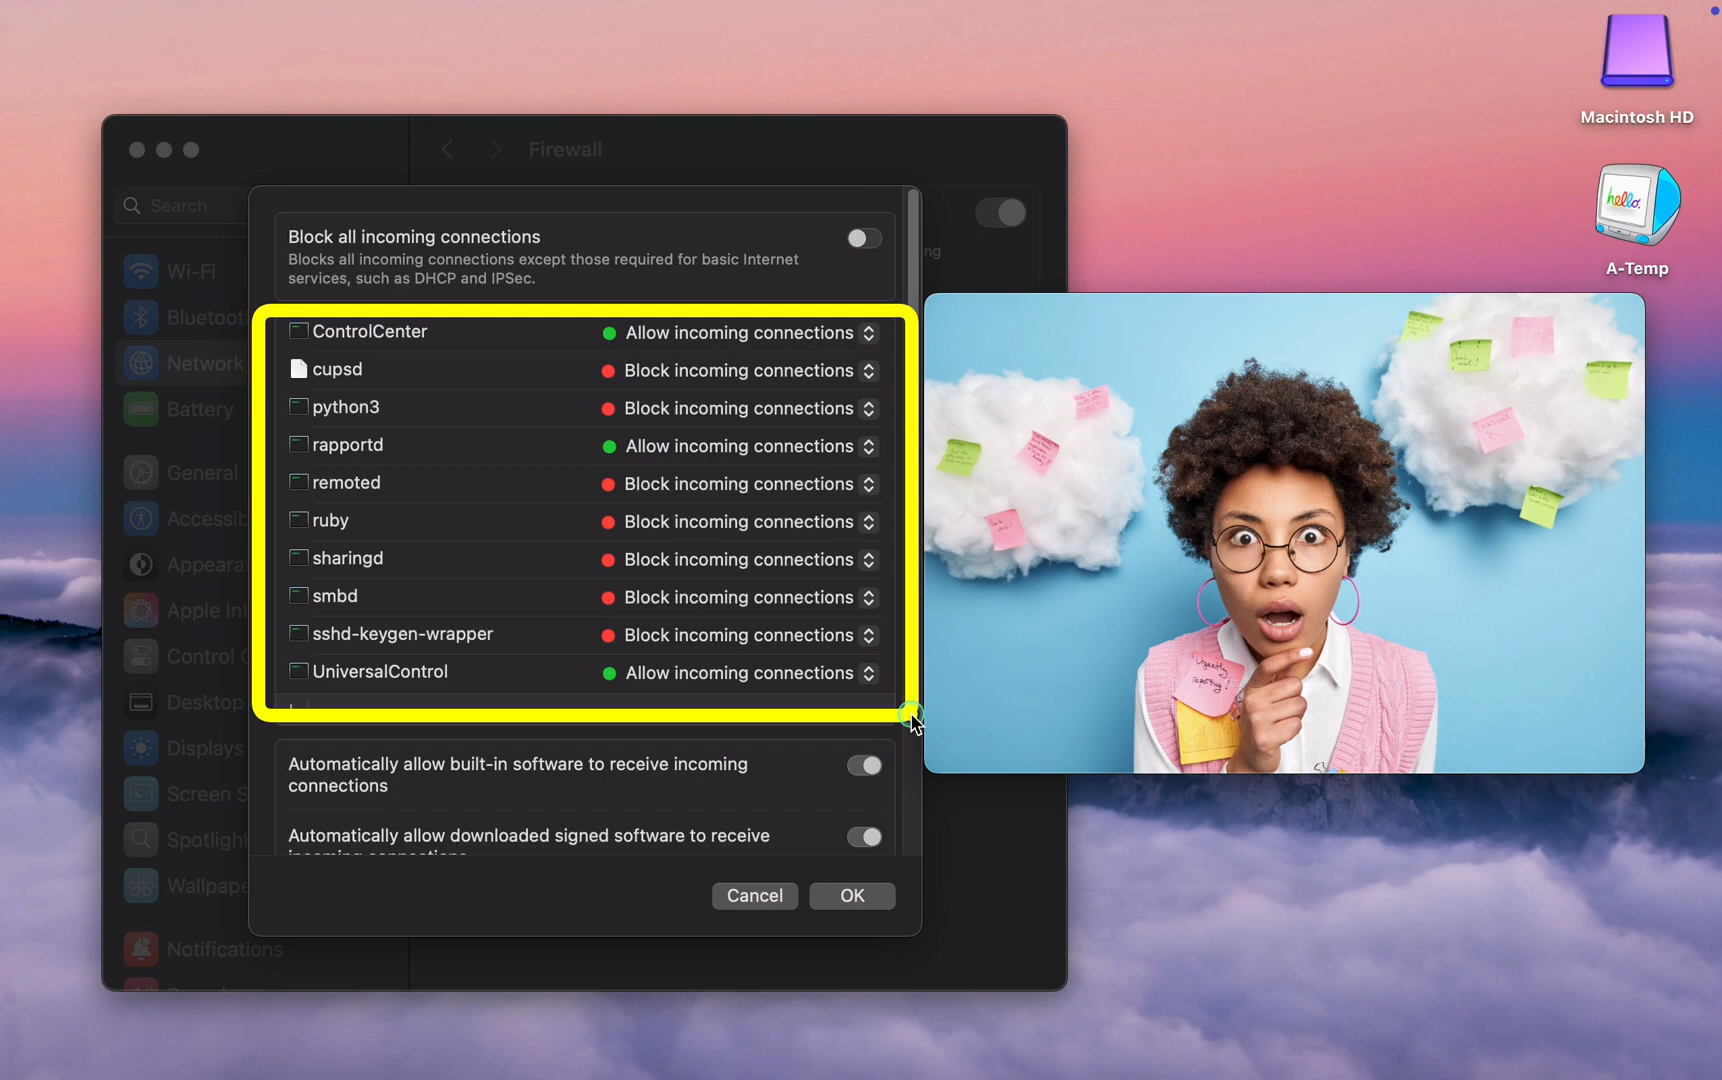 Macintosh HD
hello.
A-Temp
Firewall
Search
ng
Wi-Fi
Bluetoot
Network
Battery
General
Accessib
Appeara
Apple Int
Control C
Desktop
Displays
Screen S
Spotlight
Wallpape
Notifications
Block all incoming connections
Blocks all incoming connections except those required for basic Internet
services, such as DHCP and IPSec.
ControlCenter Allow incoming connections
cupsd Block incoming connections
python3 Block incoming connections
rapportd Allow incoming connections
remoted Block incoming connections
ruby Block incoming connections
sharingd Block incoming connections
smbd Block incoming connections
sshd-keygen-wrapper Block incoming connections
UniversalControl Allow incoming connections
Automatically allow built-in software to receive incoming
connections
Automatically allow downloaded signed software to receive
incoming connections
Cancel OK
Urgently
reporting!